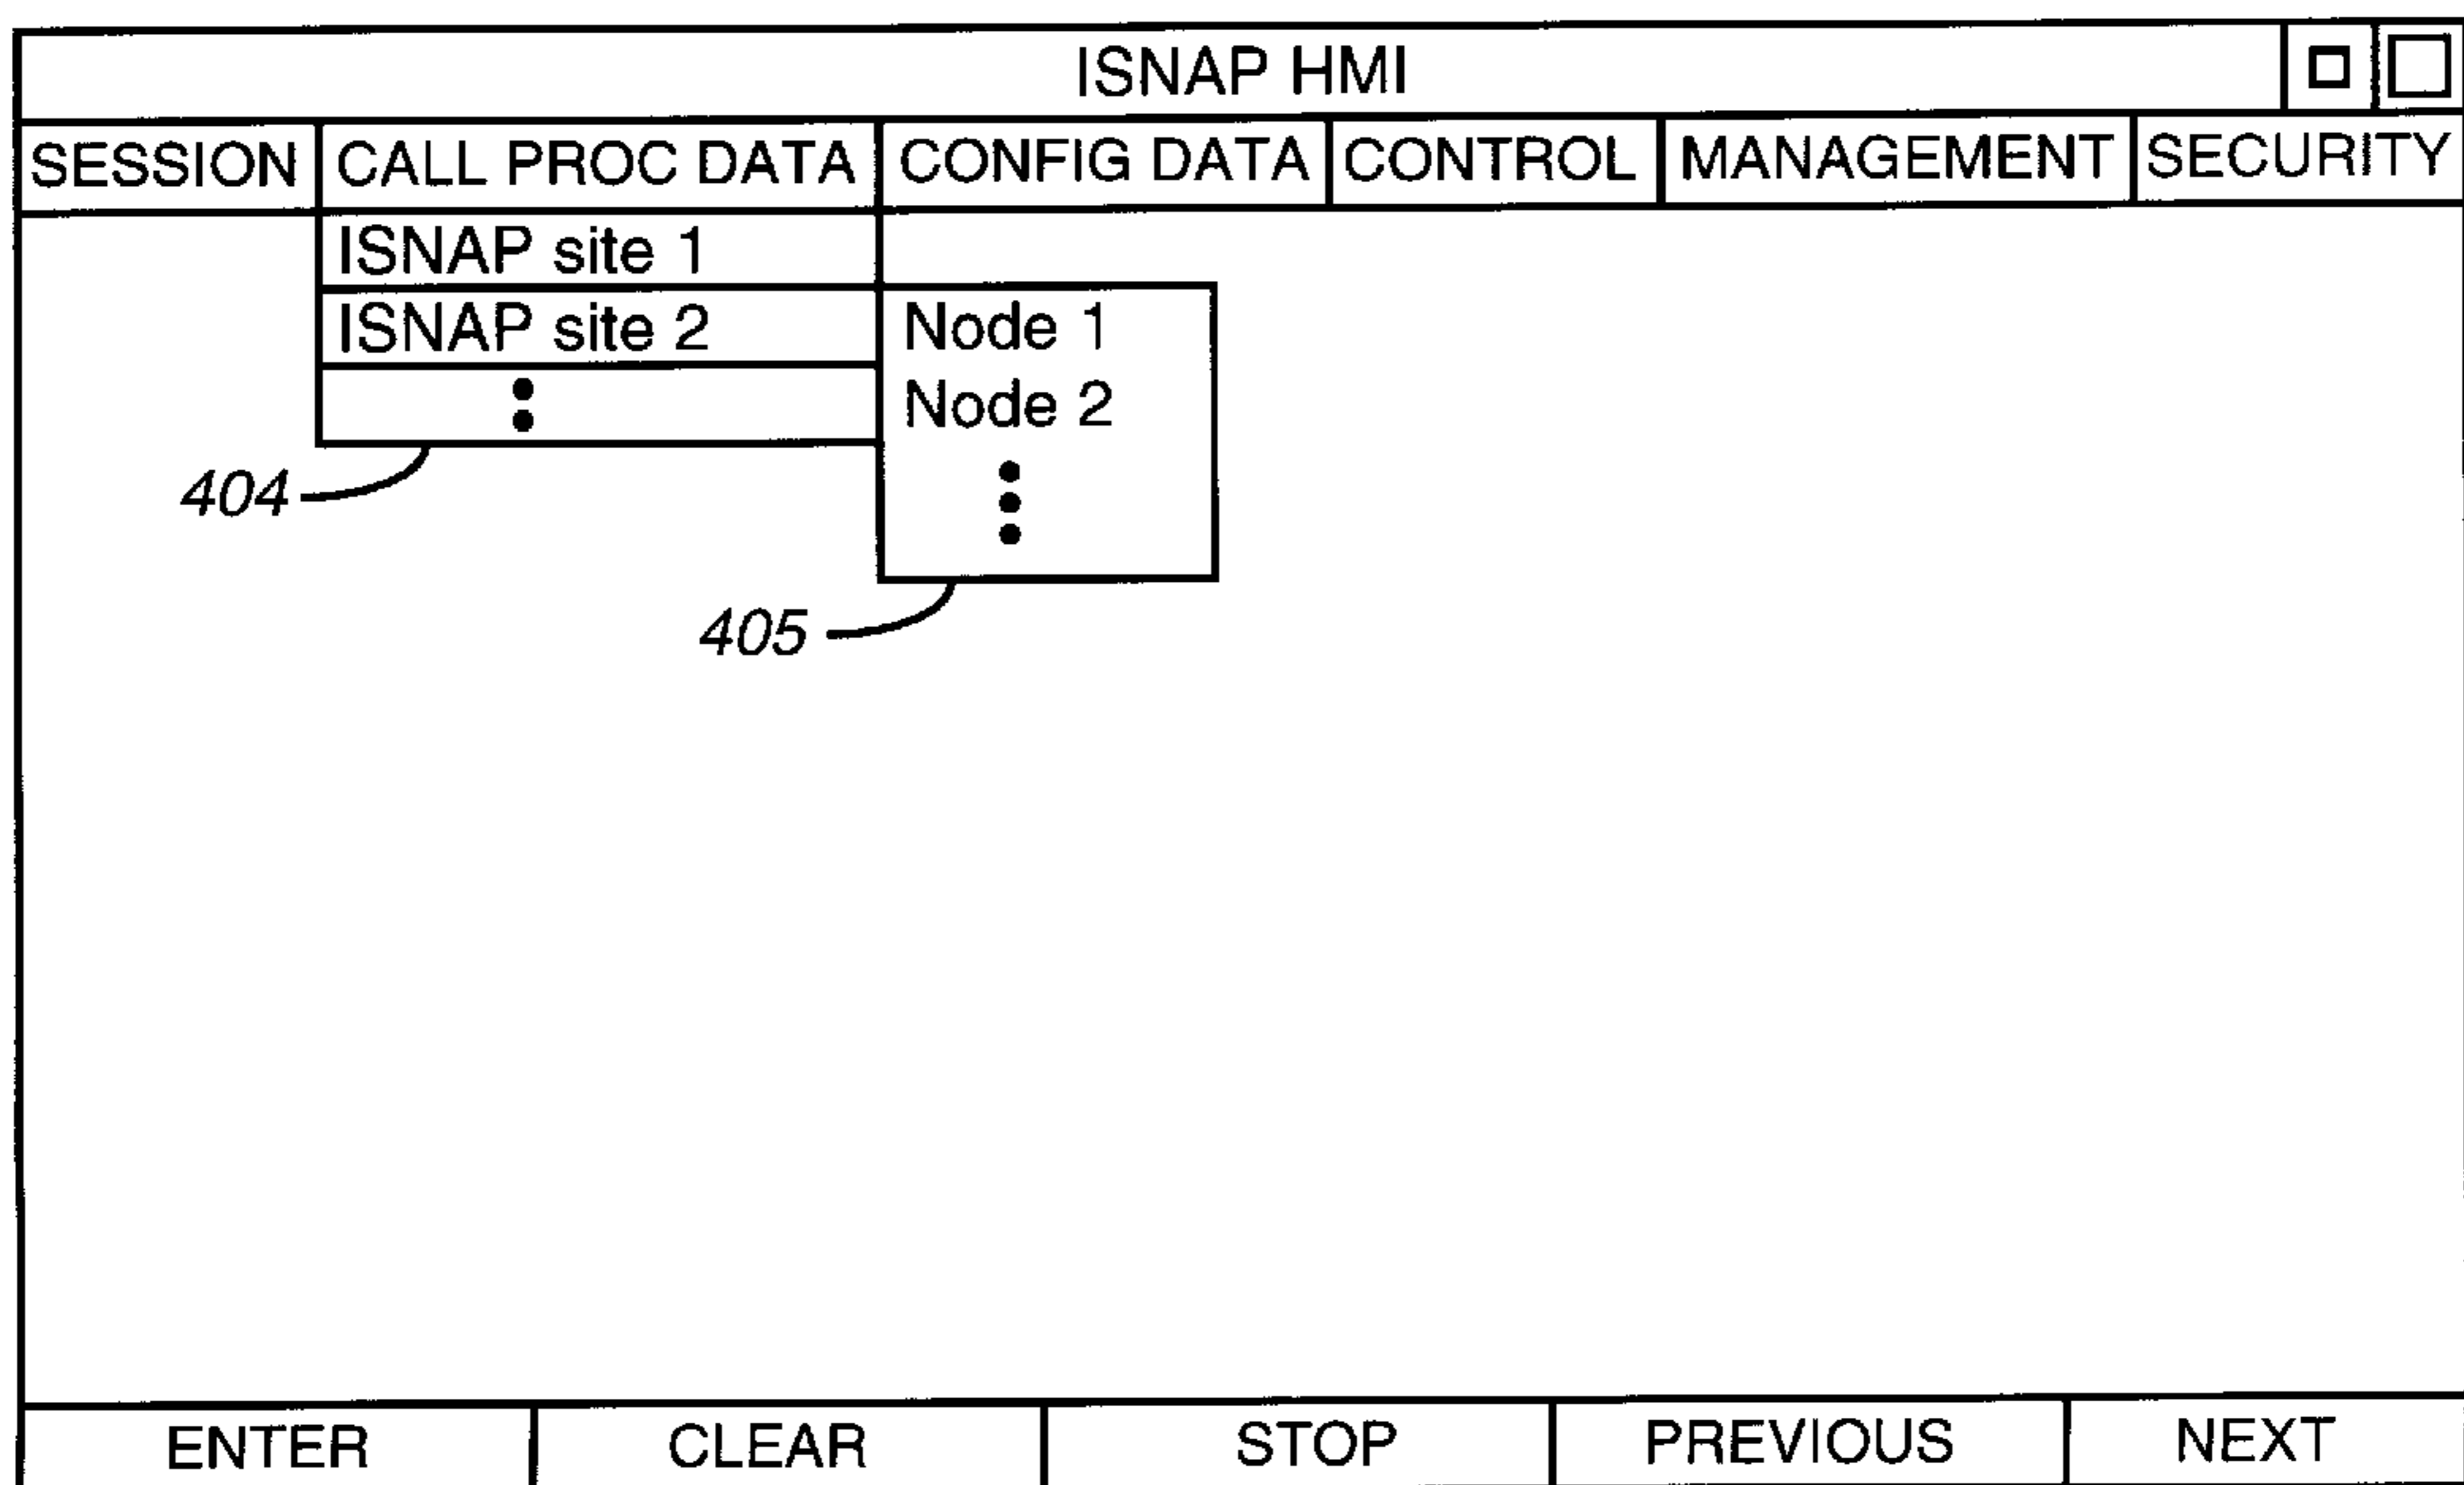 ISNAP HMI
SESSION CALL PROC DATA CONFIG DATA CONTROL MANAGEMENT SECURITY
ISNAP site 1
ISNAP site 2 Node 1
Node 2
404
405
ENTER CLEAR STOP PREVIOUS NEXT